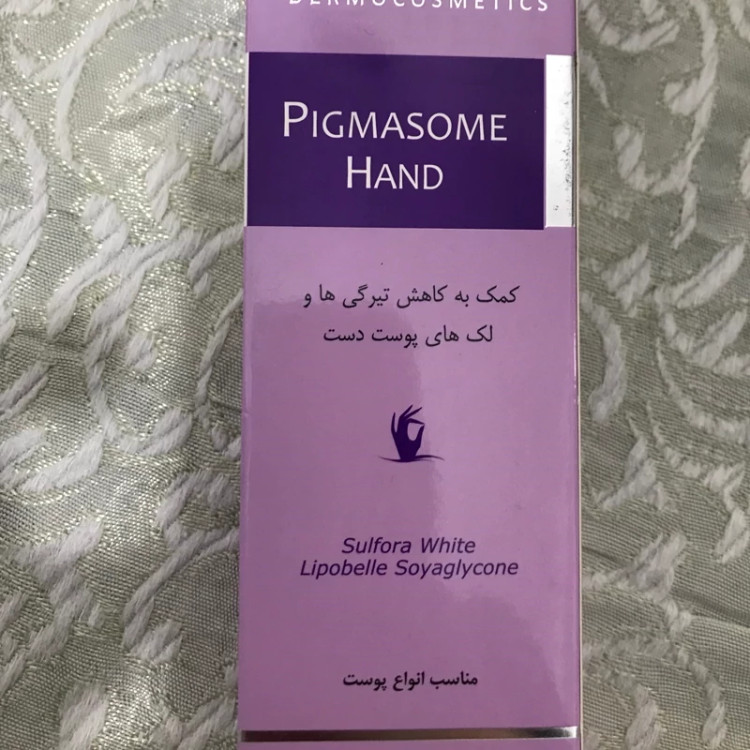 DERMOCOSMETICS
PIGMASOME
HAND
کمک به کاهش تیرگی ها و
لک های پوست دست
Sulfora White
Lipobelle Soyaglycone
مناسب انواع پوست